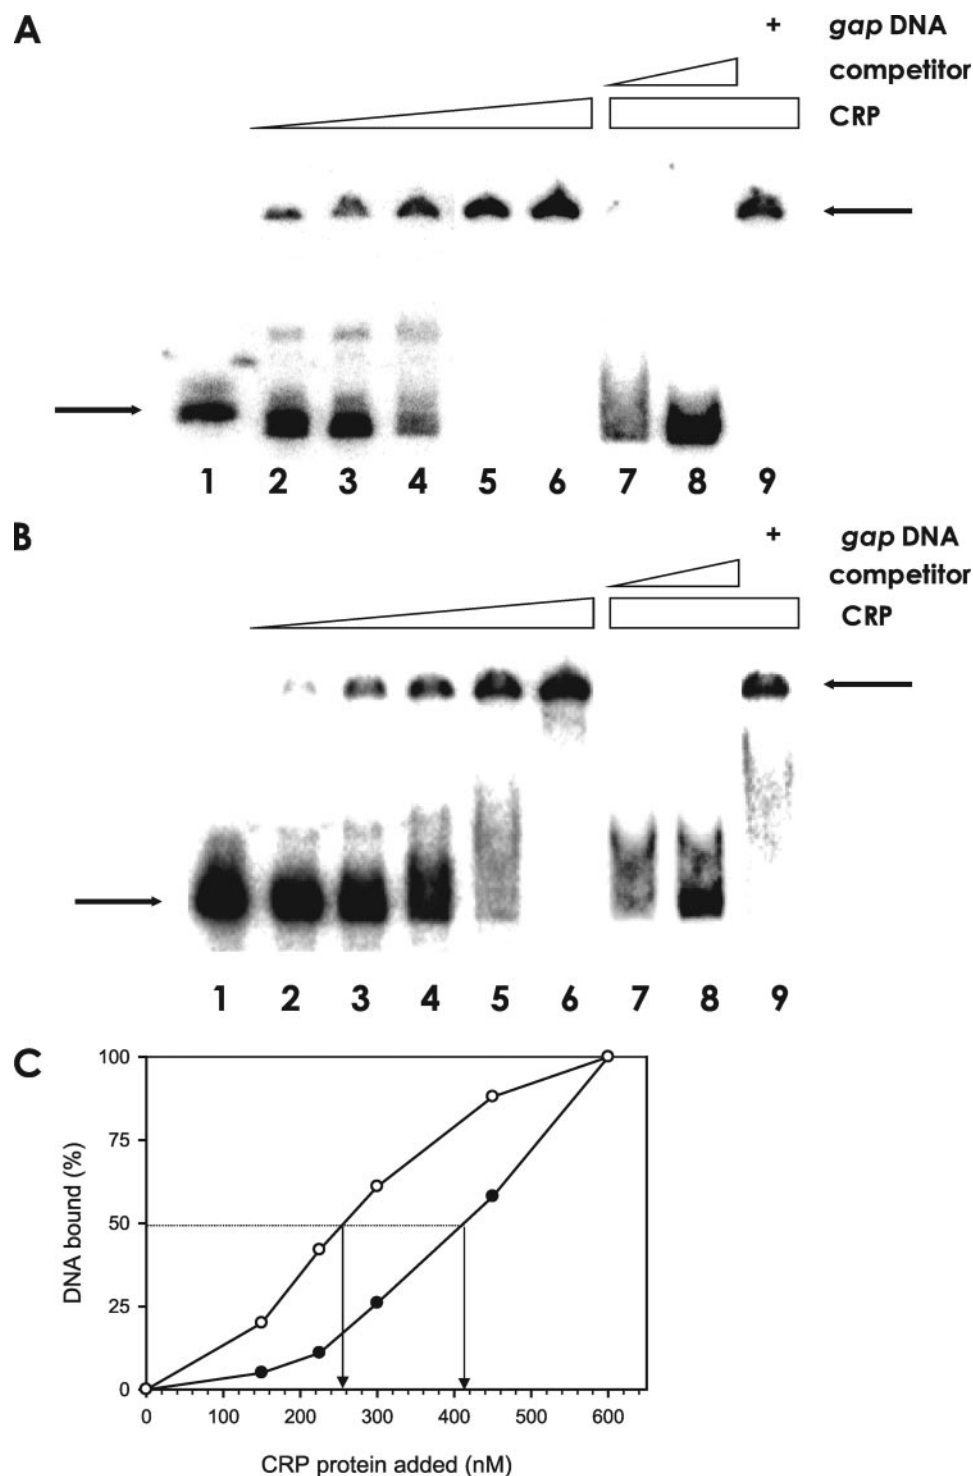 A
+ gap DNA
competitor
CRP
1 2 3 4 5 6 7 8 9
B
+ gap DNA
competitor
CRP
1 2 3 4 5 6 7 8 9
C
100
75
50
25
0
DNA bound (%)
0 100 200 300 400 500 600
CRP protein added (nM)